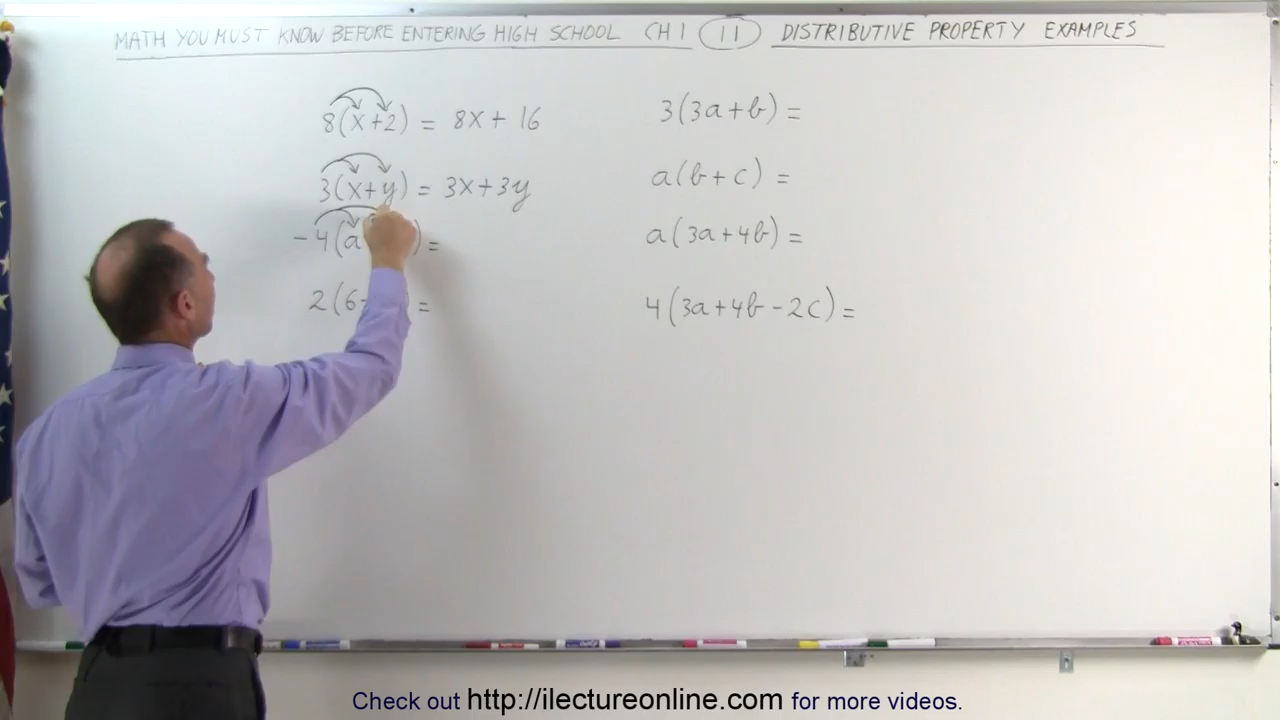 MATH YOU MUST KNOW BEFORE ENTERING HIGH SCHOOL CH 1 11 DISTRIBUTIVE PROPERTY EXAMPLES
8(x+2) = 8x + 16
3(x+y) = 3x+3y
-4(a ) =
2(6- ) =
3(3a+b) =
a(b+c) =
a(3a+4b) =
4(3a+4b-2c) =
Check out http://ilectureonline.com for more videos.